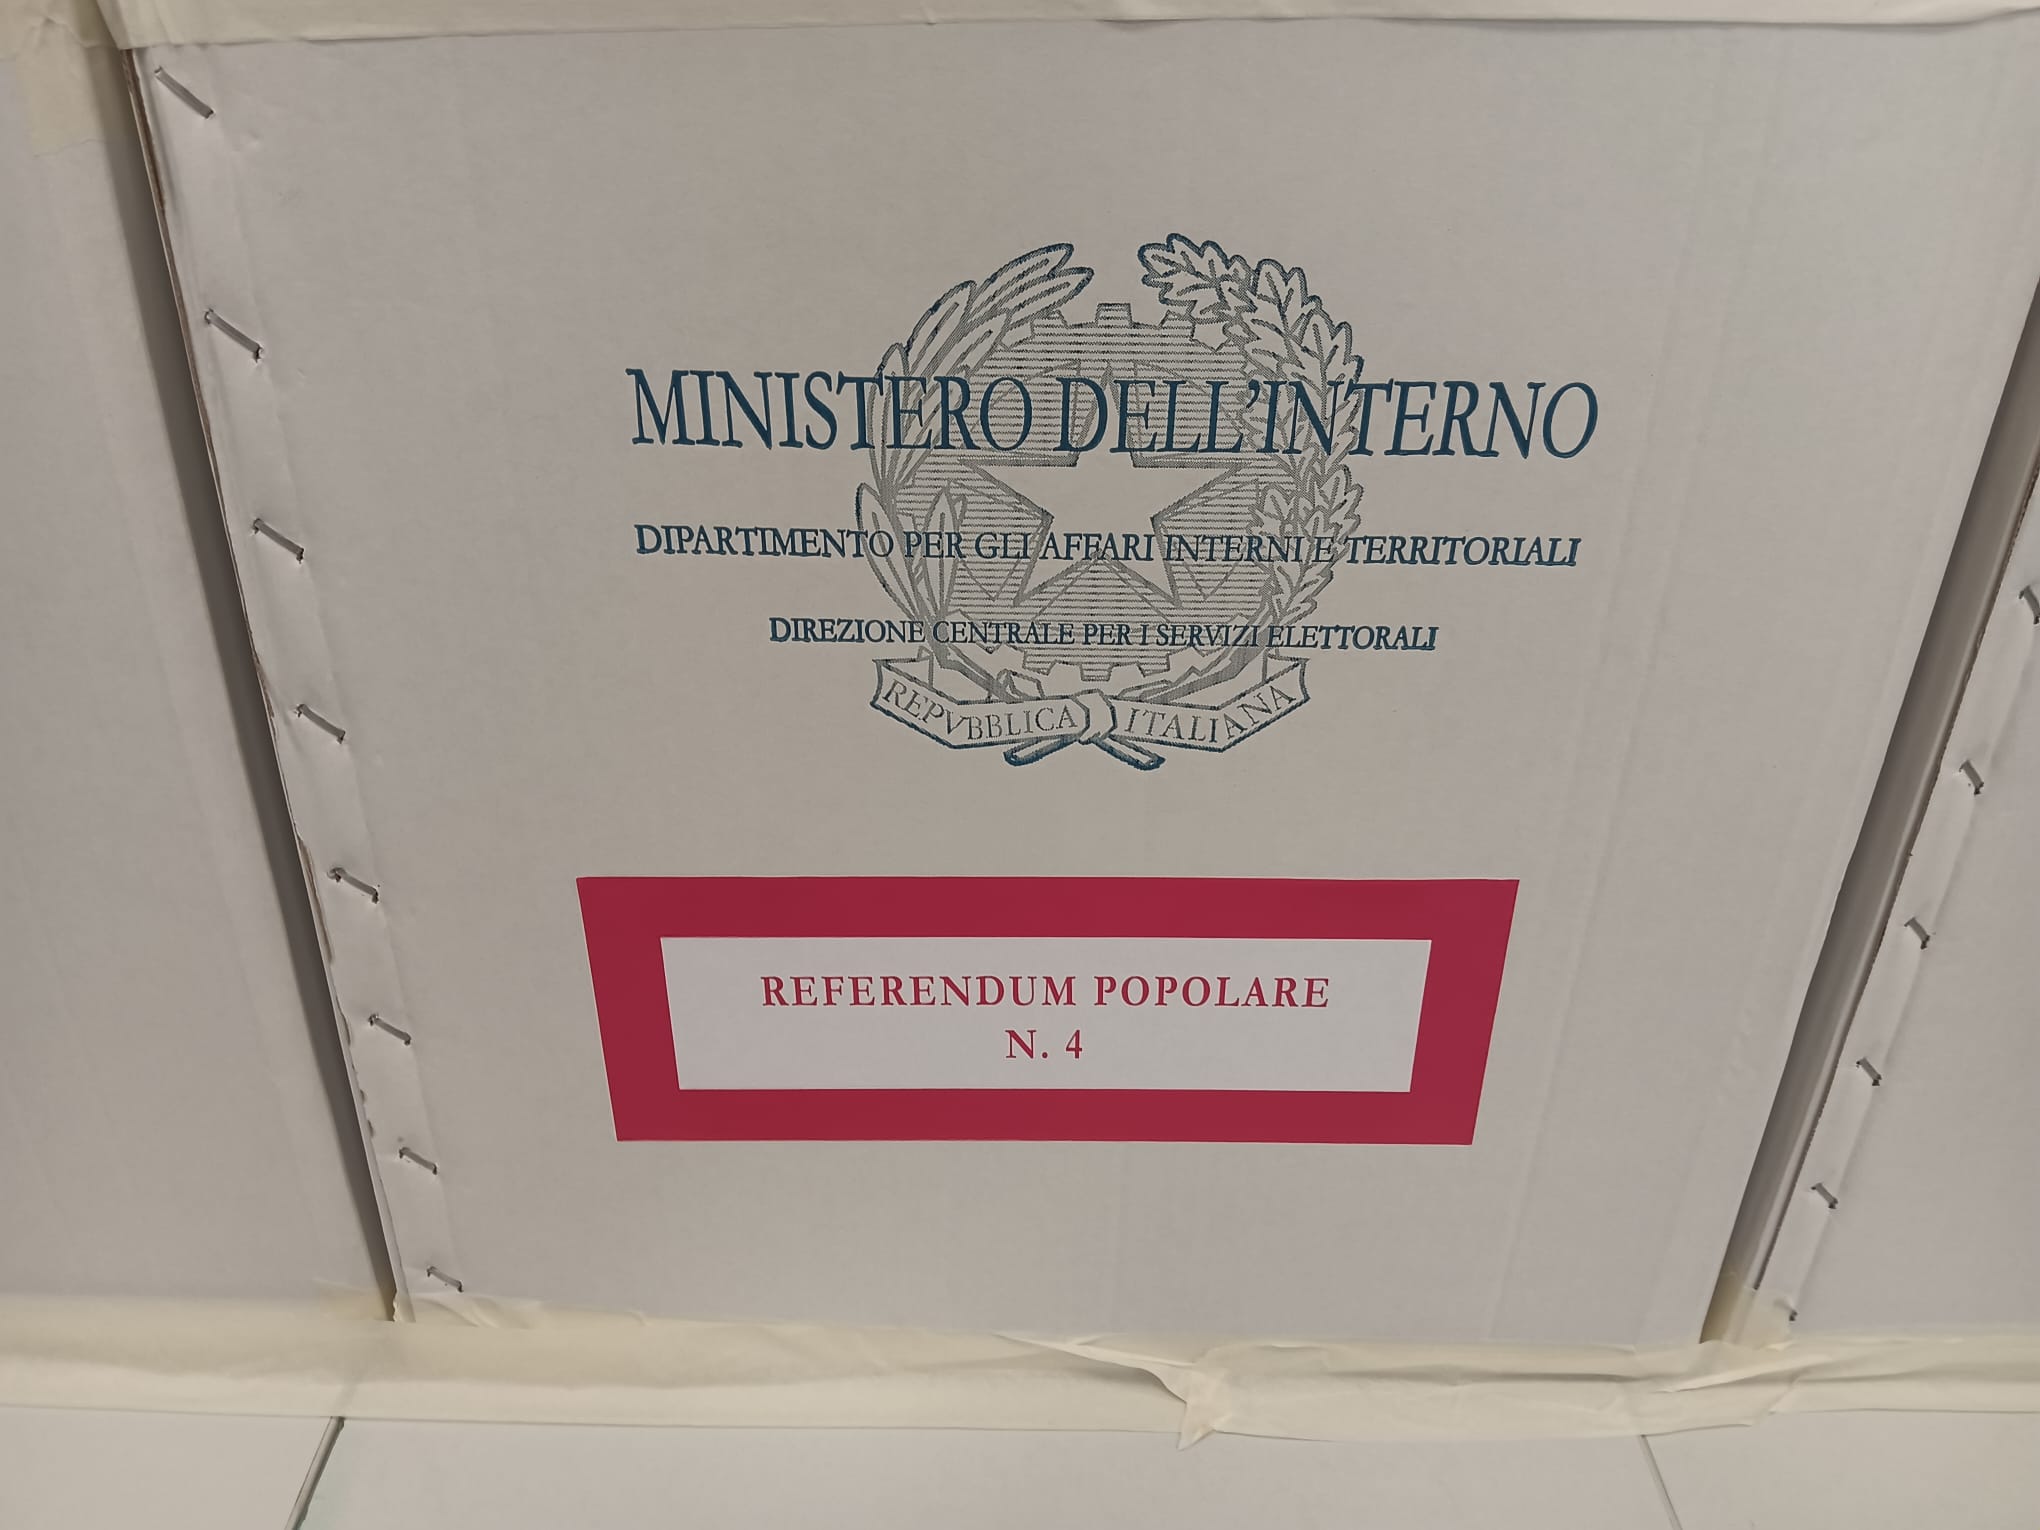 MINISTERO DELL'INTERNO
DIPARTIMENTO PER GLI AFFARI INTERNI E TERRITORIALI
DIREZIONE CENTRALE PER I SERVIZI ELETTORALI
REPVBBLICA ITALIANA
REFERENDUM POPOLARE
N. 4